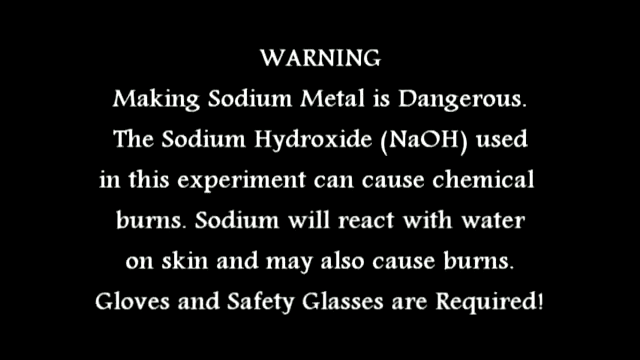 WARNING
Making Sodium Metal is Dangerous.
The Sodium Hydroxide (NaOH) used
in this experiment can cause chemical
burns. Sodium will react with water
on skin and may also cause burns.
Gloves and Safety Glasses are Required!